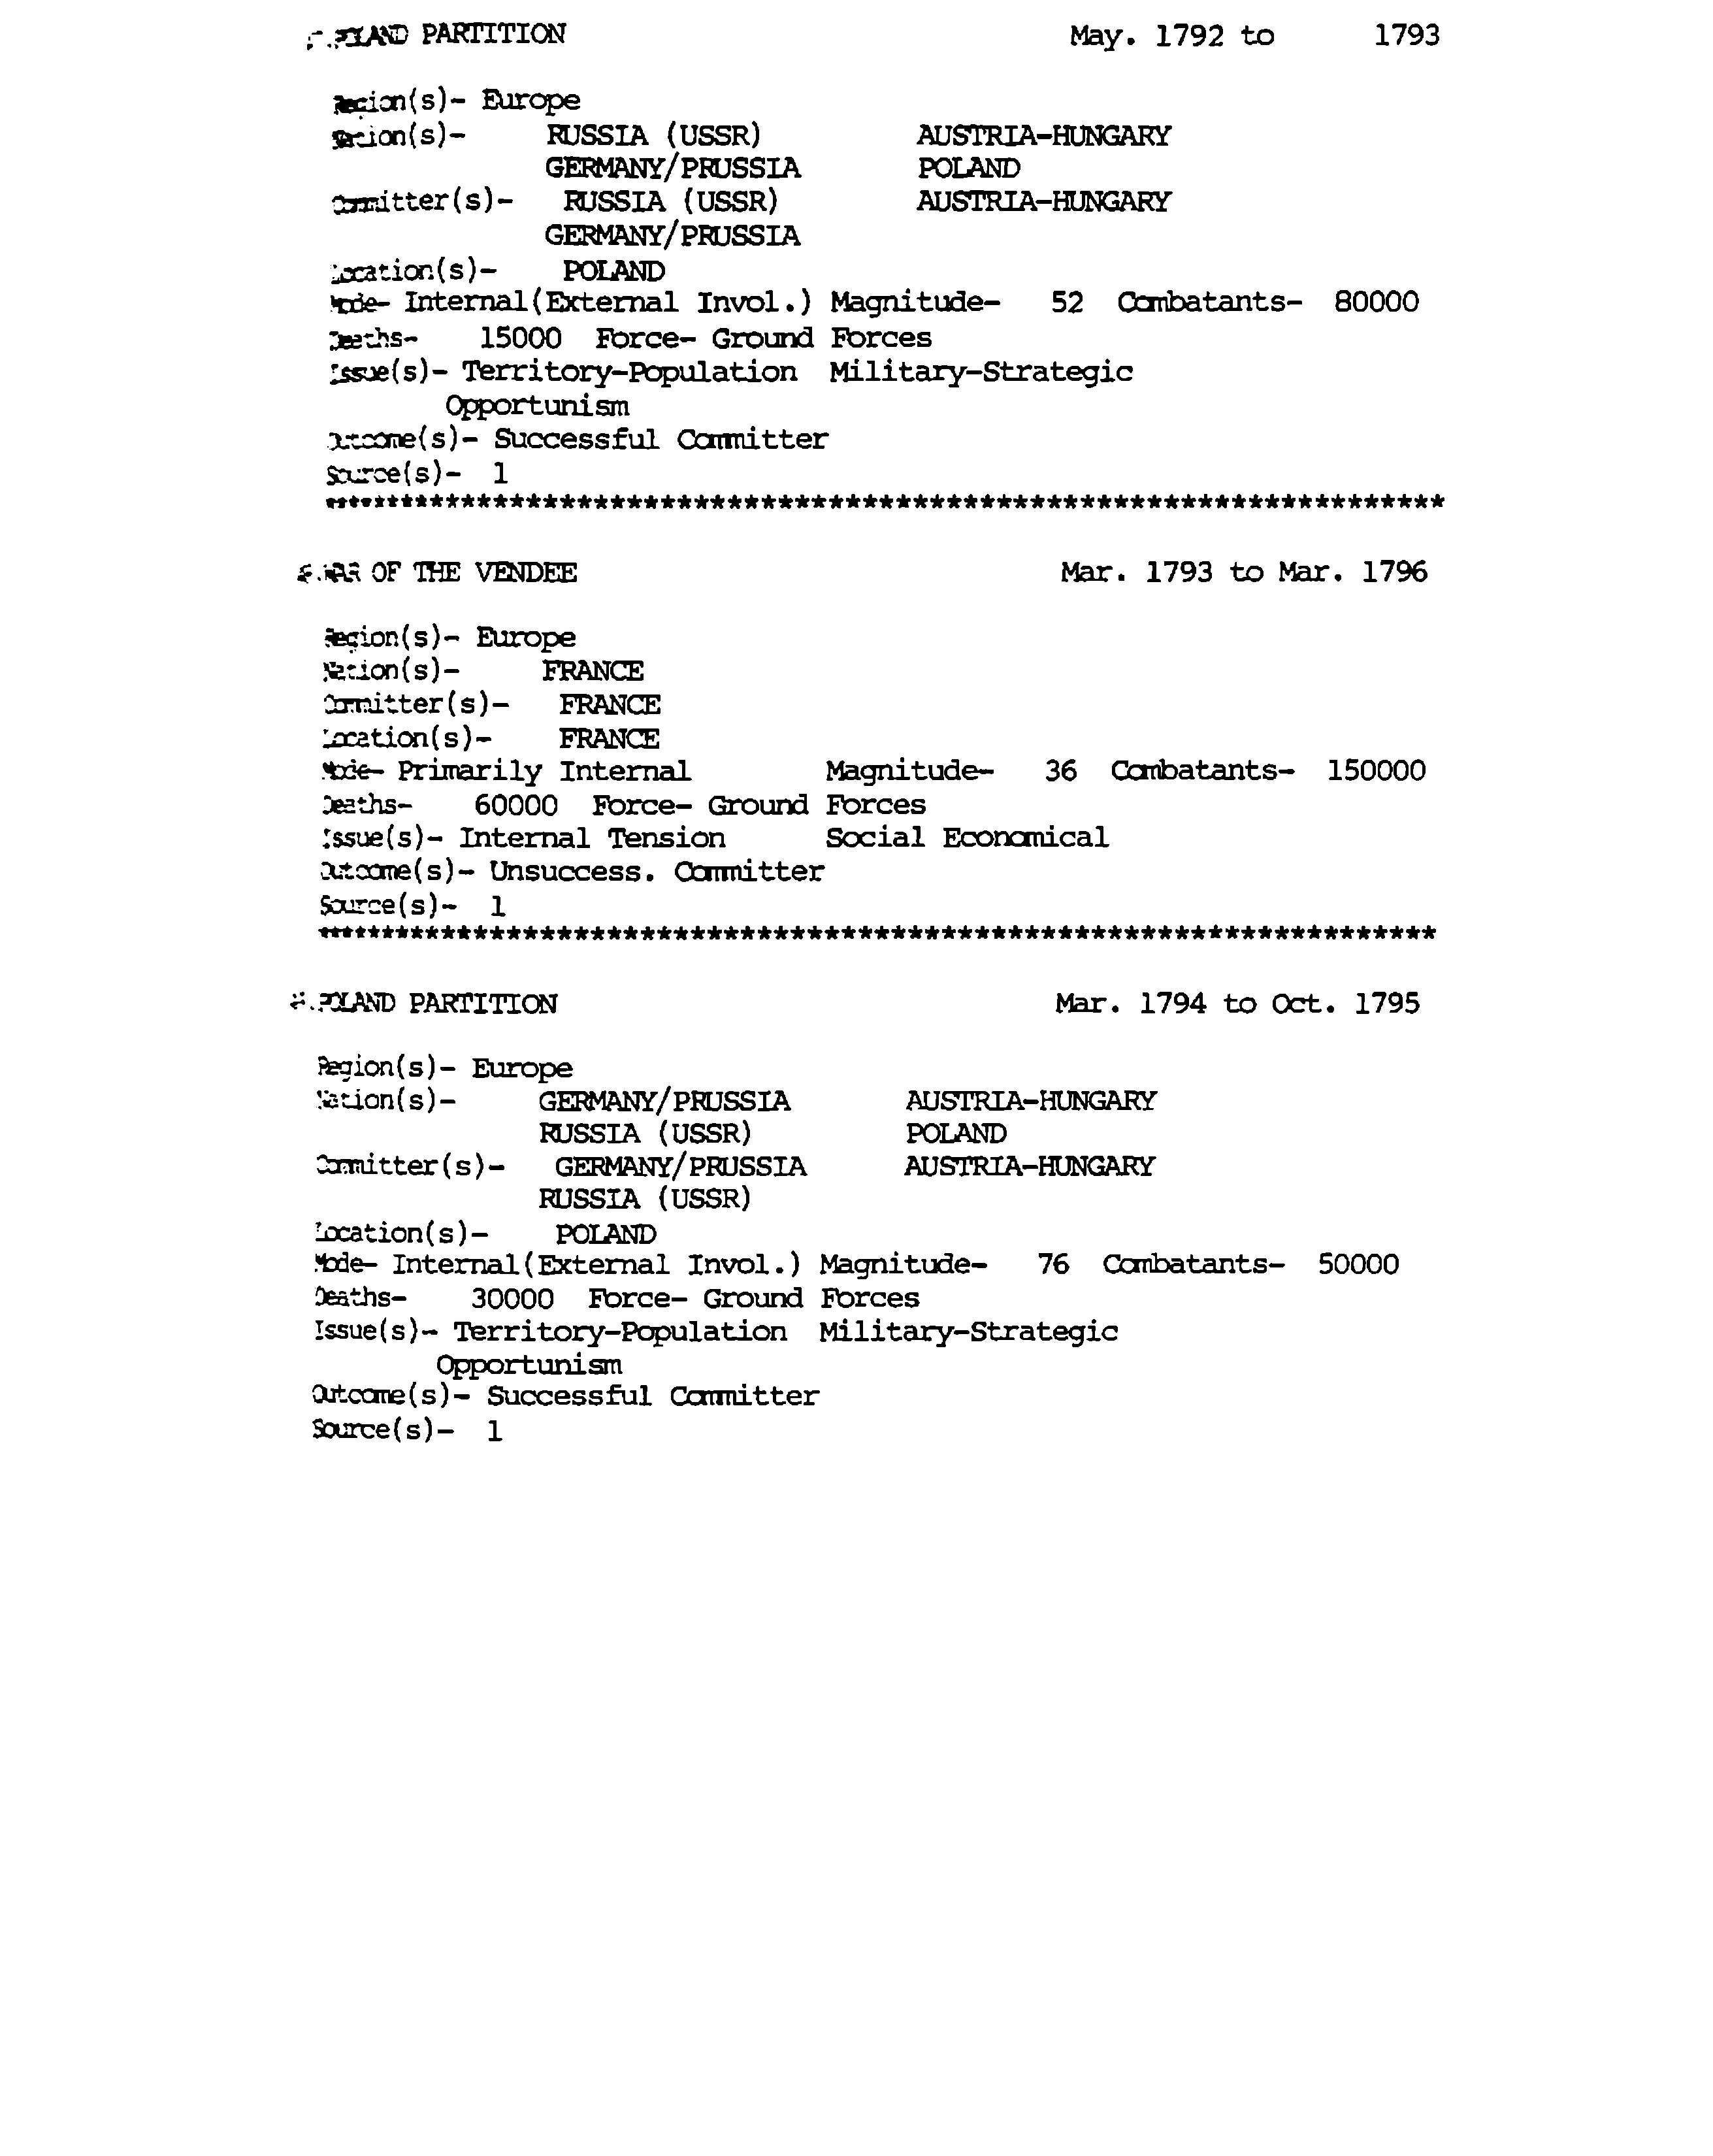 POLAND PARTITION May. 1792 to 1793
Region(s)- Europe
Nation(s)- RUSSIA (USSR) AUSTRIA-HUNGARY
GERMANY/PRUSSIA POLAND
Committer(s)- RUSSIA (USSR) AUSTRIA-HUNGARY
GERMANY/PRUSSIA
Location(s)- POLAND
Mode- Internal(External Invol.) Magnitude- 52 Combatants- 80000
Deaths- 15000 Force- Ground Forces
Issue(s)- Territory-Population Military-Strategic
Opportunism
Outcome(s)- Successful Committer
Source(s)- 1
*******************************************************************
WAR OF THE VENDEE Mar. 1793 to Mar. 1796
Region(s)- Europe
Nation(s)- FRANCE
Committer(s)- FRANCE
Location(s)- FRANCE
Mode- Primarily Internal Magnitude- 36 Combatants- 150000
Deaths- 60000 Force- Ground Forces
Issue(s)- Internal Tension Social Economical
Outcome(s)- Unsuccess. Committer
Source(s)- 1
*******************************************************************
POLAND PARTITION Mar. 1794 to Oct. 1795
Region(s)- Europe
Nation(s)- GERMANY/PRUSSIA AUSTRIA-HUNGARY
RUSSIA (USSR) POLAND
Committer(s)- GERMANY/PRUSSIA AUSTRIA-HUNGARY
RUSSIA (USSR)
Location(s)- POLAND
Mode- Internal(External Invol.) Magnitude- 76 Combatants- 50000
Deaths- 30000 Force- Ground Forces
Issue(s)- Territory-Population Military-Strategic
Opportunism
Outcome(s)- Successful Committer
Source(s)- 1